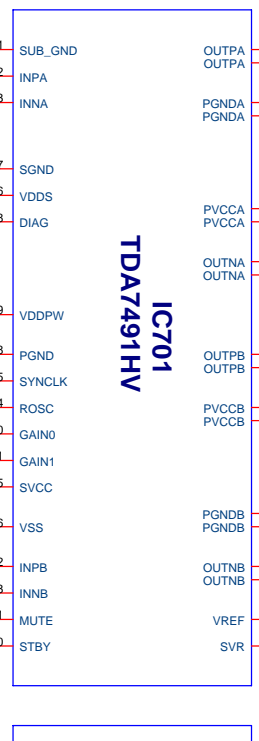 SUB_GND
INPA
INNA
SGND
VDDS
DIAG
VDDPW
PGND
SYNCLK
ROSC
GAIN0
GAIN1
SVCC
VSS
INPB
INNB
MUTE
STBY
IC701
TDA7491HV
OUTPA
OUTPA
PGNDA
PGNDA
PVCCA
PVCCA
OUTNA
OUTNA
OUTPB
OUTPB
PVCCB
PVCCB
PGNDB
PGNDB
OUTNB
OUTNB
VREF
SVR